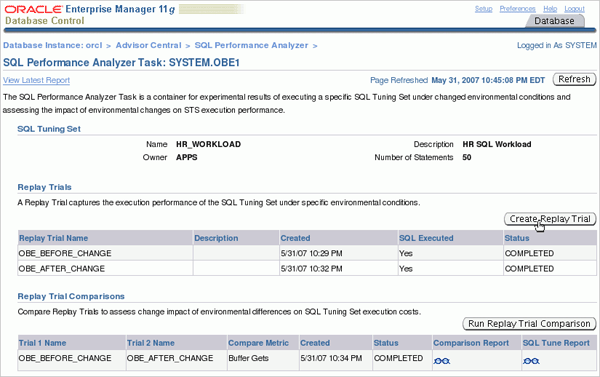 ORACLE Enterprise Manager 11g
Database Control
Setup Preferences Help Logout
Database
Database Instance: orcl > Advisor Central > SQL Performance Analyzer >
Logged in As SYSTEM
SQL Performance Analyzer Task: SYSTEM.OBE1
View Latest Report
Page Refreshed May 31, 2007 10:45:08 PM EDT
Refresh
The SQL Performance Analyzer Task is a container for experimental results of executing a specific SQL Tuning Set under changed environmental conditions and
assessing the impact of environmental changes on STS execution performance.
SQL Tuning Set
Name HR_WORKLOAD Description HR SQL Workload
Owner APPS Number of Statements 50
Replay Trials
A Replay Trial captures the execution performance of the SQL Tuning Set under specific environmental conditions.
Create Replay Trial
Replay Trial Name Description Created SQL Executed Status
OBE_BEFORE_CHANGE 5/31/07 10:29 PM Yes COMPLETED
OBE_AFTER_CHANGE 5/31/07 10:32 PM Yes COMPLETED
Replay Trial Comparisons
Compare Replay Trials to assess change impact of environmental differences on SQL Tuning Set execution costs.
Run Replay Trial Comparison
Trial 1 Name Trial 2 Name Compare Metric Created Status Comparison Report SQL Tune Report
OBE_BEFORE_CHANGE OBE_AFTER_CHANGE Buffer Gets 5/31/07 10:34 PM COMPLETED